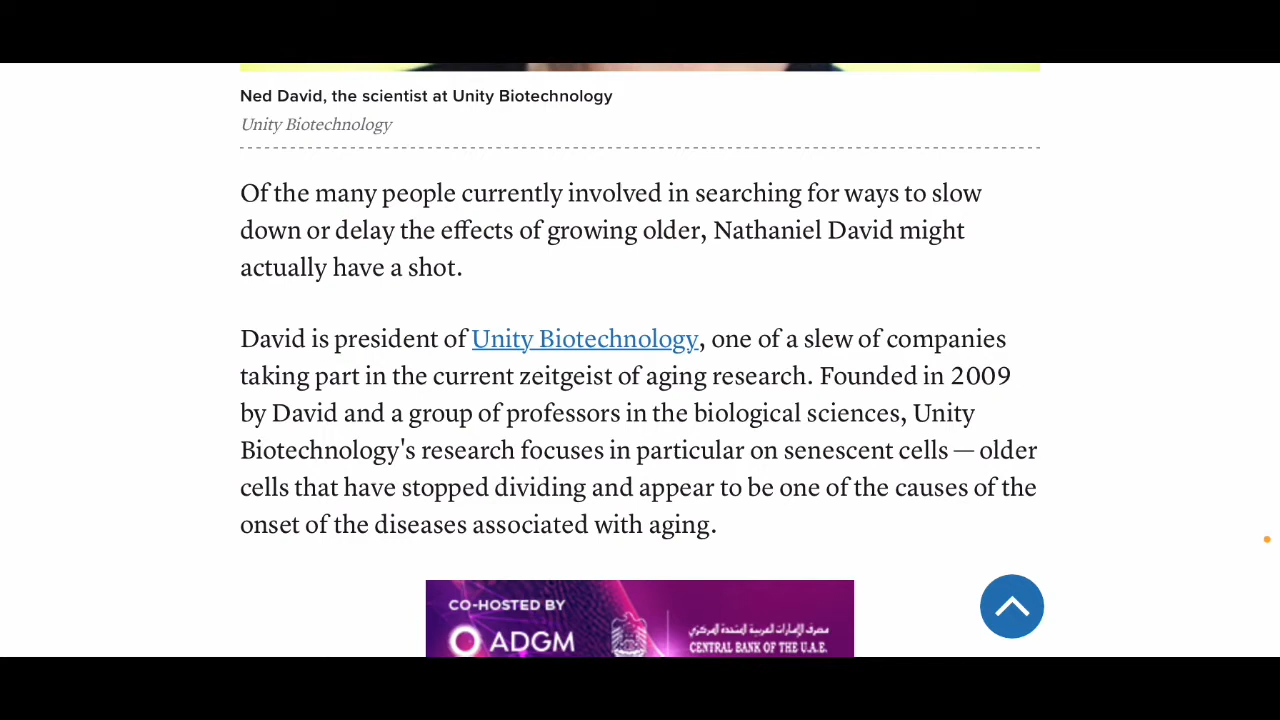 Ned David, the scientist at Unity Biotechnology
Unity Biotechnology
Of the many people currently involved in searching for ways to slow
down or delay the effects of growing older, Nathaniel David might
actually have a shot.
David is president of Unity Biotechnology, one of a slew of companies
taking part in the current zeitgeist of aging research. Founded in 2009
by David and a group of professors in the biological sciences, Unity
Biotechnology's research focuses in particular on senescent cells — older
cells that have stopped dividing and appear to be one of the causes of the
onset of the diseases associated with aging.
CO-HOSTED BY
ADGM
مصرف الإمارات العربية المتحدة المركزي
CENTRAL BANK OF THE U.A.E.